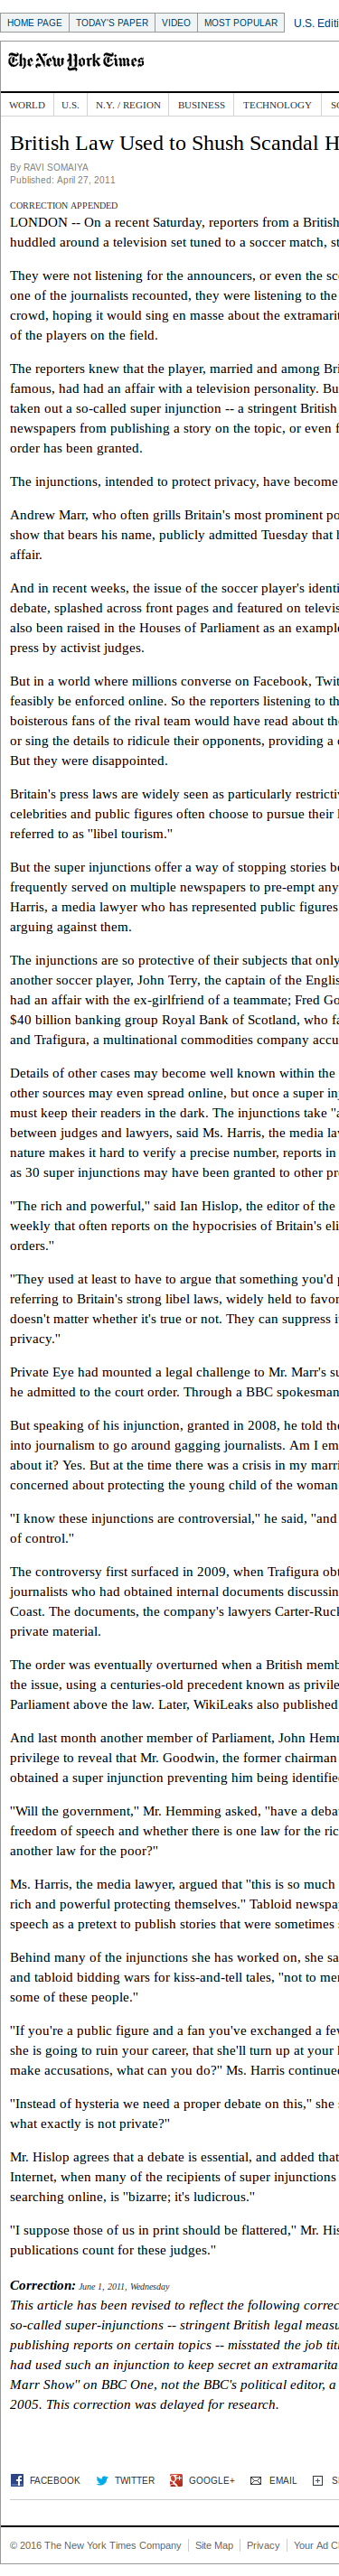 HOME PAGE TODAY'S PAPER VIDEO MOST POPULAR U.S. Editi
The New York Times
WORLD U.S. N.Y. / REGION BUSINESS TECHNOLOGY
British Law Used to Shush Scandal H
By RAVI SOMAIYA
Published: April 27, 2011
CORRECTION APPENDED
LONDON -- On a recent Saturday, reporters from a British
huddled around a television set tuned to a soccer match, st
They were not listening for the announcers, or even the sc
one of the journalists recounted, they were listening to the
crowd, hoping it would sing en masse about the extramarit
of the players on the field.
The reporters knew that the player, married and among Bri
famous, had had an affair with a television personality. Bu
taken out a so-called super injunction -- a stringent British
newspapers from publishing a story on the topic, or even f
order has been granted.
The injunctions, intended to protect privacy, have become
Andrew Marr, who often grills Britain's most prominent po
show that bears his name, publicly admitted Tuesday that h
affair.
And in recent weeks, the issue of the soccer player's identi
debate, splashed across front pages and featured on televis
also been raised in the Houses of Parliament as an example
press by activist judges.
But in a world where millions converse on Facebook, Twit
feasibly be enforced online. So the reporters listening to th
boisterous fans of the rival team would have read about the
or sing the details to ridicule their opponents, providing a
But they were disappointed.
Britain's press laws are widely seen as particularly restricti
celebrities and public figures often choose to pursue their l
referred to as "libel tourism."
But the super injunctions offer a way of stopping stories be
frequently served on multiple newspapers to pre-empt any
Harris, a media lawyer who has represented public figures
arguing against them.
The injunctions are so protective of their subjects that only
another soccer player, John Terry, the captain of the Englis
had an affair with the ex-girlfriend of a teammate; Fred Go
$40 billion banking group Royal Bank of Scotland, who fa
and Trafigura, a multinational commodities company accu
Details of other cases may become well known within the
other sources may even spread online, but once a super inj
must keep their readers in the dark. The injunctions take "a
between judges and lawyers, said Ms. Harris, the media law
nature makes it hard to verify a precise number, reports in
as 30 super injunctions may have been granted to other pr
"The rich and powerful," said Ian Hislop, the editor of the
weekly that often reports on the hypocrisies of Britain's eli
orders."
"They used at least to have to argue that something you'd p
referring to Britain's strong libel laws, widely held to favor
doesn't matter whether it's true or not. They can suppress i
privacy."
Private Eye had mounted a legal challenge to Mr. Marr's su
he admitted to the court order. Through a BBC spokesman
But speaking of his injunction, granted in 2008, he told the
into journalism to go around gagging journalists. Am I em
about it? Yes. But at the time there was a crisis in my marri
concerned about protecting the young child of the woman
"I know these injunctions are controversial," he said, "and
of control."
The controversy first surfaced in 2009, when Trafigura obt
journalists who had obtained internal documents discussin
Coast. The documents, the company's lawyers Carter-Ruck
private material.
The order was eventually overturned when a British memb
the issue, using a centuries-old precedent known as privile
Parliament above the law. Later, WikiLeaks also published
And last month another member of Parliament, John Hemm
privilege to reveal that Mr. Goodwin, the former chairman
obtained a super injunction preventing him being identifie
"Will the government," Mr. Hemming asked, "have a deba
freedom of speech and whether there is one law for the ric
another law for the poor?"
Ms. Harris, the media lawyer, argued that "this is so much
rich and powerful protecting themselves." Tabloid newspa
speech as a pretext to publish stories that were sometimes
Behind many of the injunctions she has worked on, she sa
and tabloid bidding wars for kiss-and-tell tales, "not to men
some of these people."
"If you're a public figure and a fan you've exchanged a few
she is going to ruin your career, that she'll turn up at your l
make accusations, what can you do?" Ms. Harris continue
"Instead of hysteria we need a proper debate on this," she
what exactly is not private?"
Mr. Hislop agrees that a debate is essential, and added that
Internet, when many of the recipients of super injunctions
searching online, is "bizarre; it's ludicrous."
"I suppose those of us in print should be flattered," Mr. His
publications count for these judges."
Correction: June 1, 2011, Wednesday
This article has been revised to reflect the following correc
so-called super-injunctions -- stringent British legal measu
publishing reports on certain topics -- misstated the job titl
had used such an injunction to keep secret an extramarita
Marr Show" on BBC One, not the BBC's political editor, a
2005. This correction was delayed for research.
FACEBOOK TWITTER GOOGLE+ EMAIL
© 2016 The New York Times Company Site Map Privacy Your Ad C